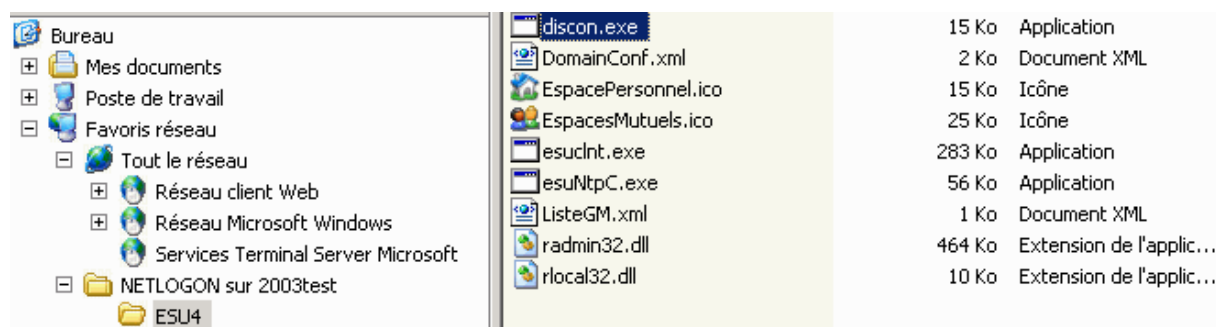 Bureau
Mes documents
Poste de travail
Favoris réseau
Tout le réseau
Réseau client Web
Réseau Microsoft Windows
Services Terminal Server Microsoft
NETLOGON sur 2003test
ESU4
discon.exe 15 Ko Application
DomainConf.xml 2 Ko Document XML
EspacePersonnel.ico 15 Ko Icône
EspacesMutuels.ico 25 Ko Icône
esuclnt.exe 283 Ko Application
esuNtpC.exe 56 Ko Application
ListeGM.xml 1 Ko Document XML
radmin32.dll 464 Ko Extension de l'applic...
rlocal32.dll 10 Ko Extension de l'applic...